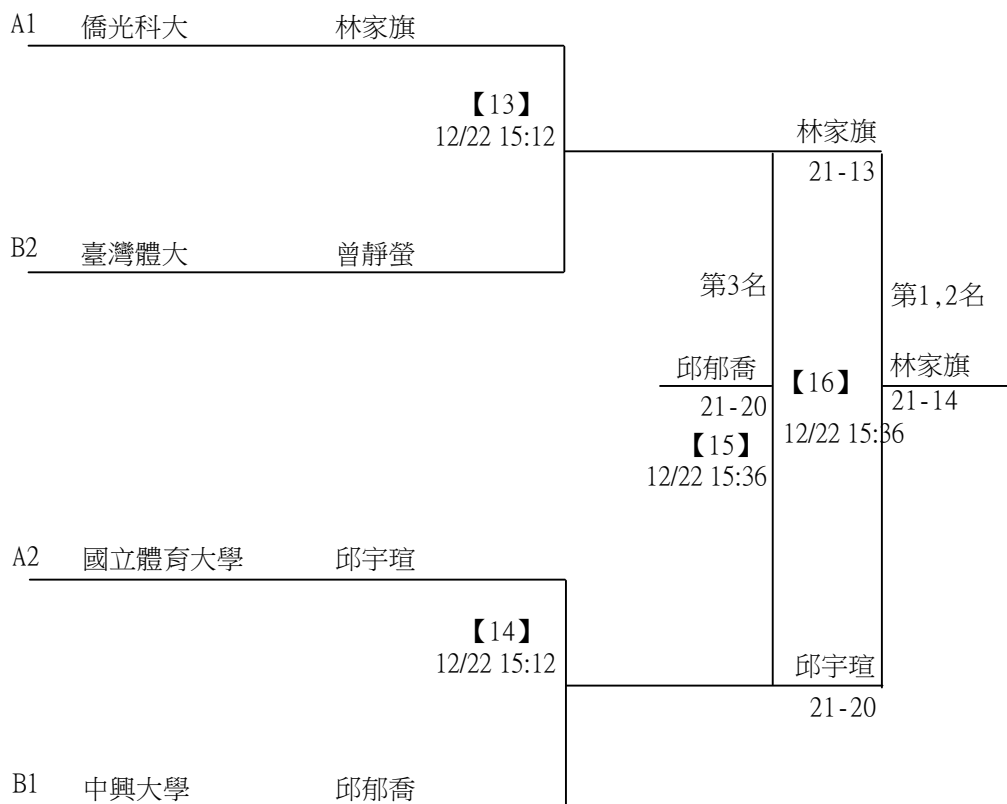 A1 僑光科大 林家旗
【13】
12/22 15:12
林家旗
21-13
B2 臺灣體大 曾靜螢
第3名
第1,2名
邱郁喬
【16】
林家旗
21-20
21-14
【15】
12/22 15:36
12/22 15:36
A2 國立體育大學 邱宇瑄
【14】
12/22 15:12
邱宇瑄
21-20
B1 中興大學 邱郁喬